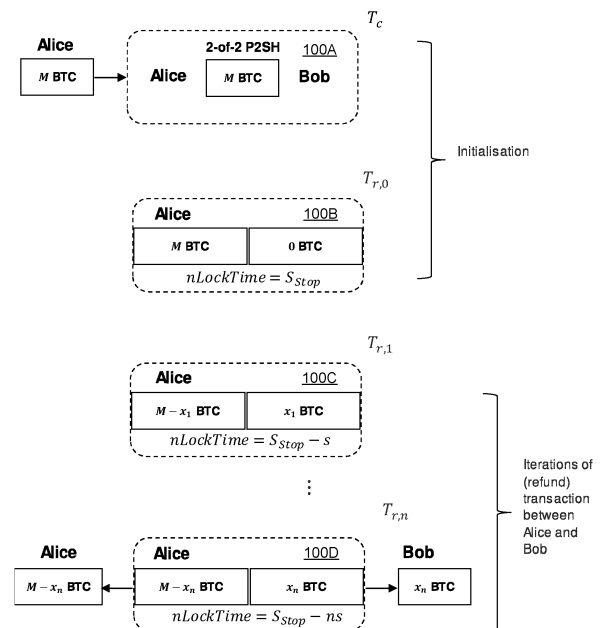 T_c
Alice
2-of-2 P2SH
100A
M BTC
Alice
M BTC
Bob
Initialisation
T_{r,0}
Alice
100B
M BTC
0 BTC
nLockTime = S_{Stop}
T_{r,1}
Alice
100C
M − x_1 BTC
x_1 BTC
nLockTime = S_{Stop} − s
⋮
Iterations of
(refund)
transaction
between
Alice and
Bob
T_{r,n}
Alice
Alice
100D
Bob
M − x_n BTC
M − x_n BTC
x_n BTC
x_n BTC
nLockTime = S_{Stop} − ns